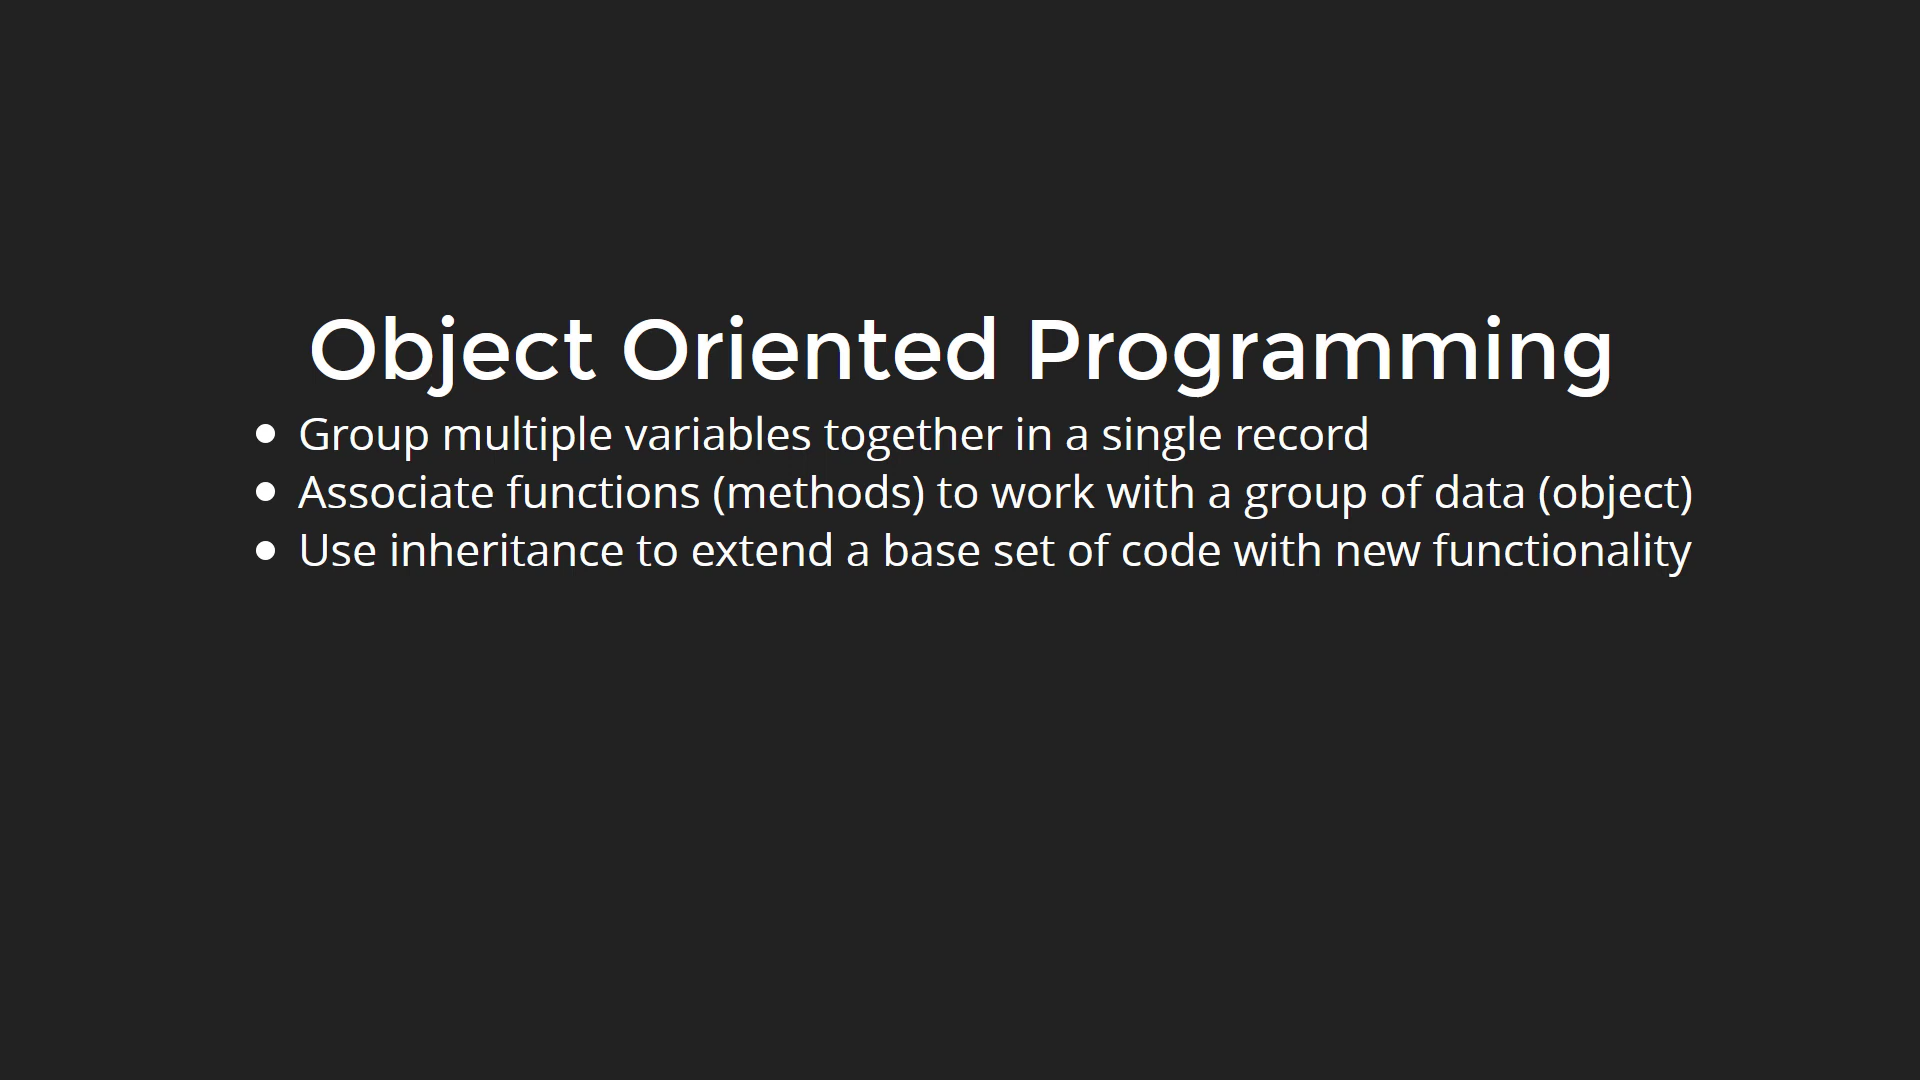 Object Oriented Programming
Group multiple variables together in a single record
Associate functions (methods) to work with a group of data (object)
Use inheritance to extend a base set of code with new functionality